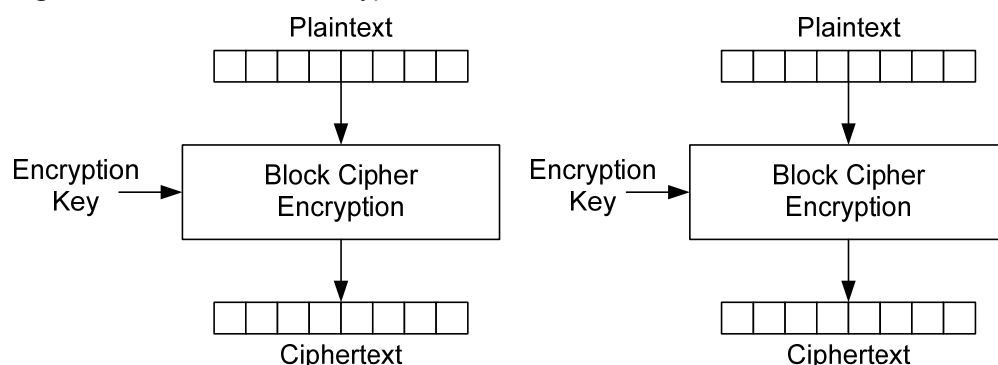 Plaintext
Plaintext
Encryption
Key
Block Cipher
Encryption
Encryption
Key
Block Cipher
Encryption
Ciphertext
Ciphertext